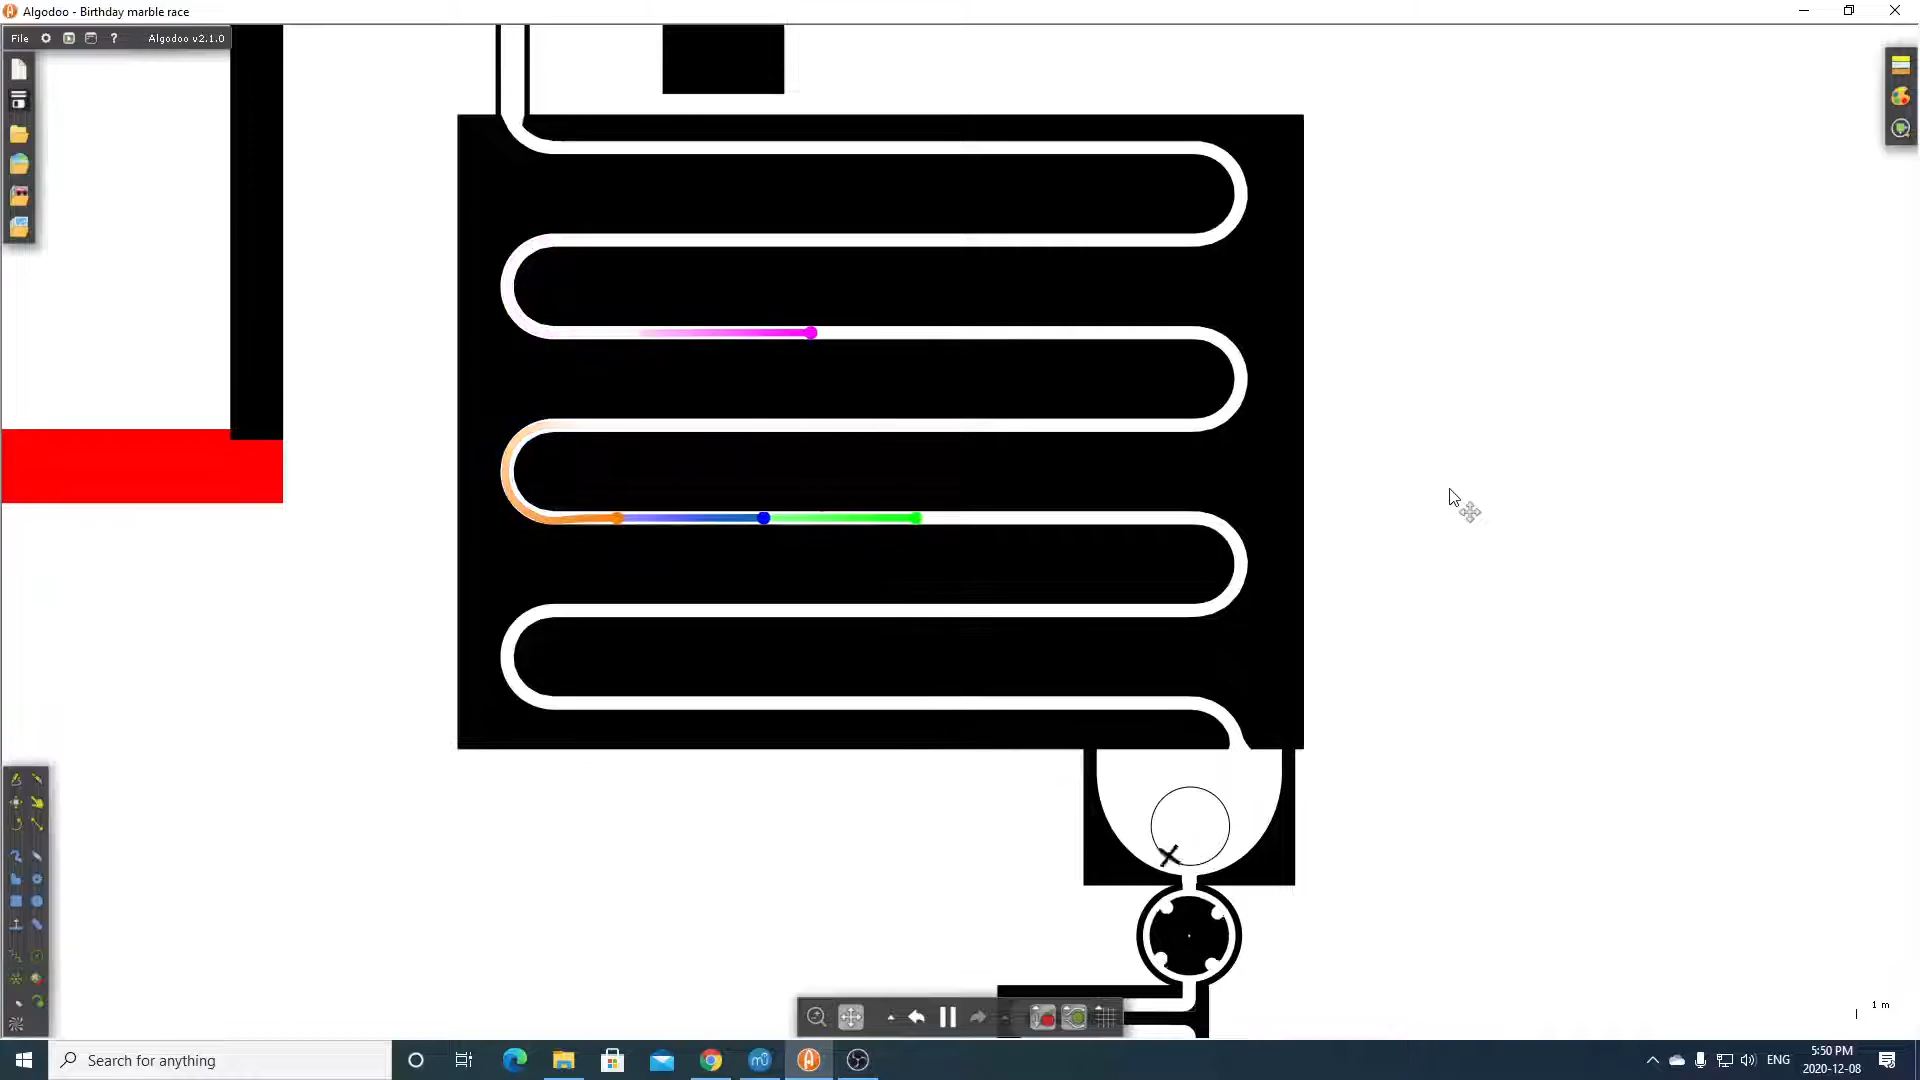 Algodoo - Birthday marble race
File ? Algodoo v2.1.0
1 m
Search for anything
ENG
5:50 PM
2020-12-08